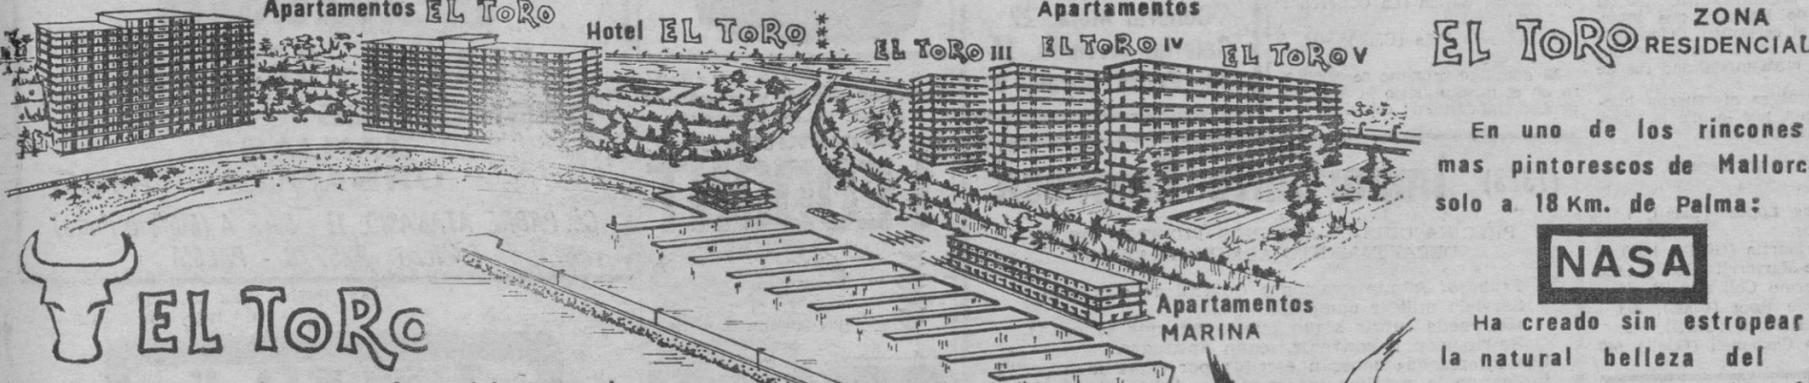 Apartamentos EL TORO
Hotel EL TORO ***
Apartamentos
EL TORO III EL TORO IV EL TORO V
EL TORO ZONA
RESIDENCIAL
En uno de los rincones
mas pintorescos de Mallorc
solo a 18 Km. de Palma:
NASA
Ha creado sin estropear
la natural belleza del
Apartamentos
MARINA
EL TORO